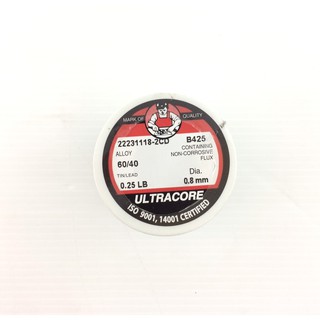 MARK OF QUALITY
22231118-2CD B425
ALLOY CONTAINING
60/40 NON-CORROSIVE
TIN/LEAD FLUX
0.25 LB Dia.
0.8 mm
ULTRACORE
ISO 9001, 14001 CERTIFIED